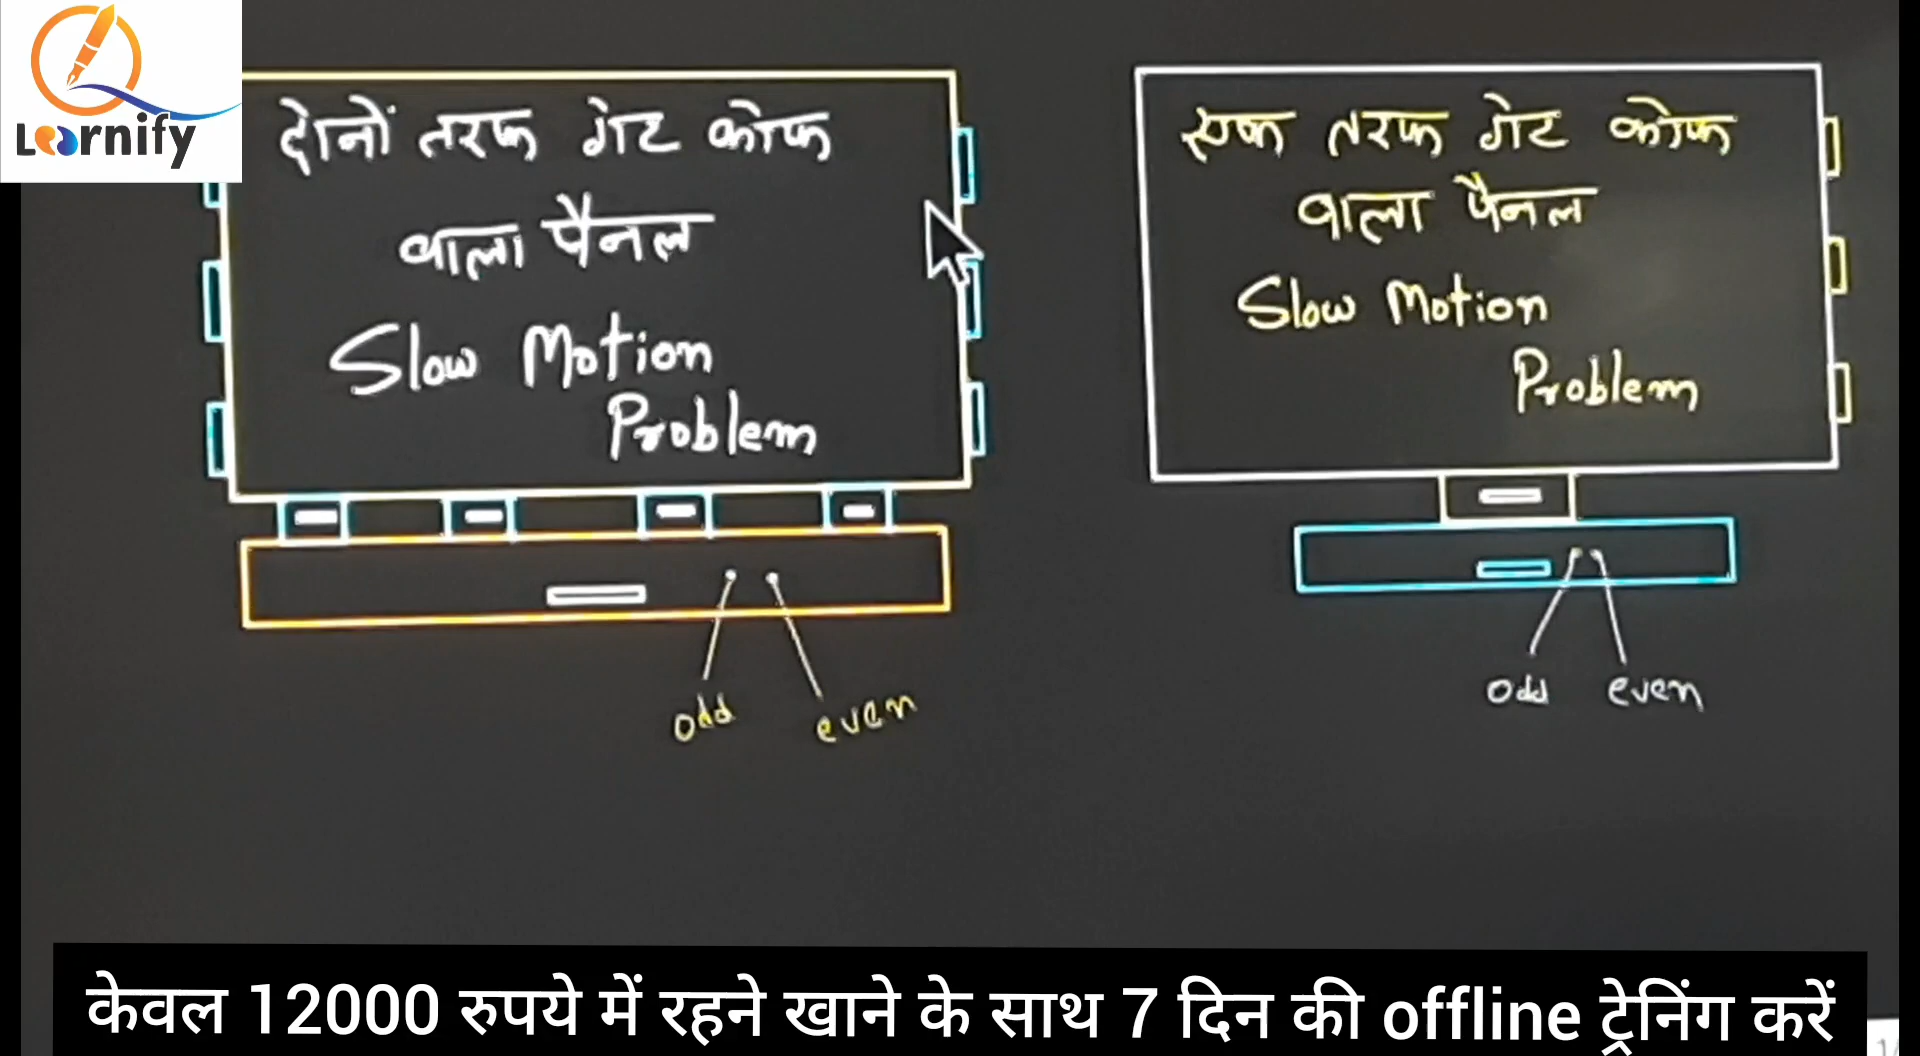 Learnify
दोनों तरफ गेट कोफ
वाला पैनल
Slow Motion
Problem
odd even
एक तरफ गेट कोफ
वाला पैनल
Slow Motion
Problem
odd even
केवल 12000 रुपये में रहने खाने के साथ 7 दिन की offline ट्रेनिंग करें